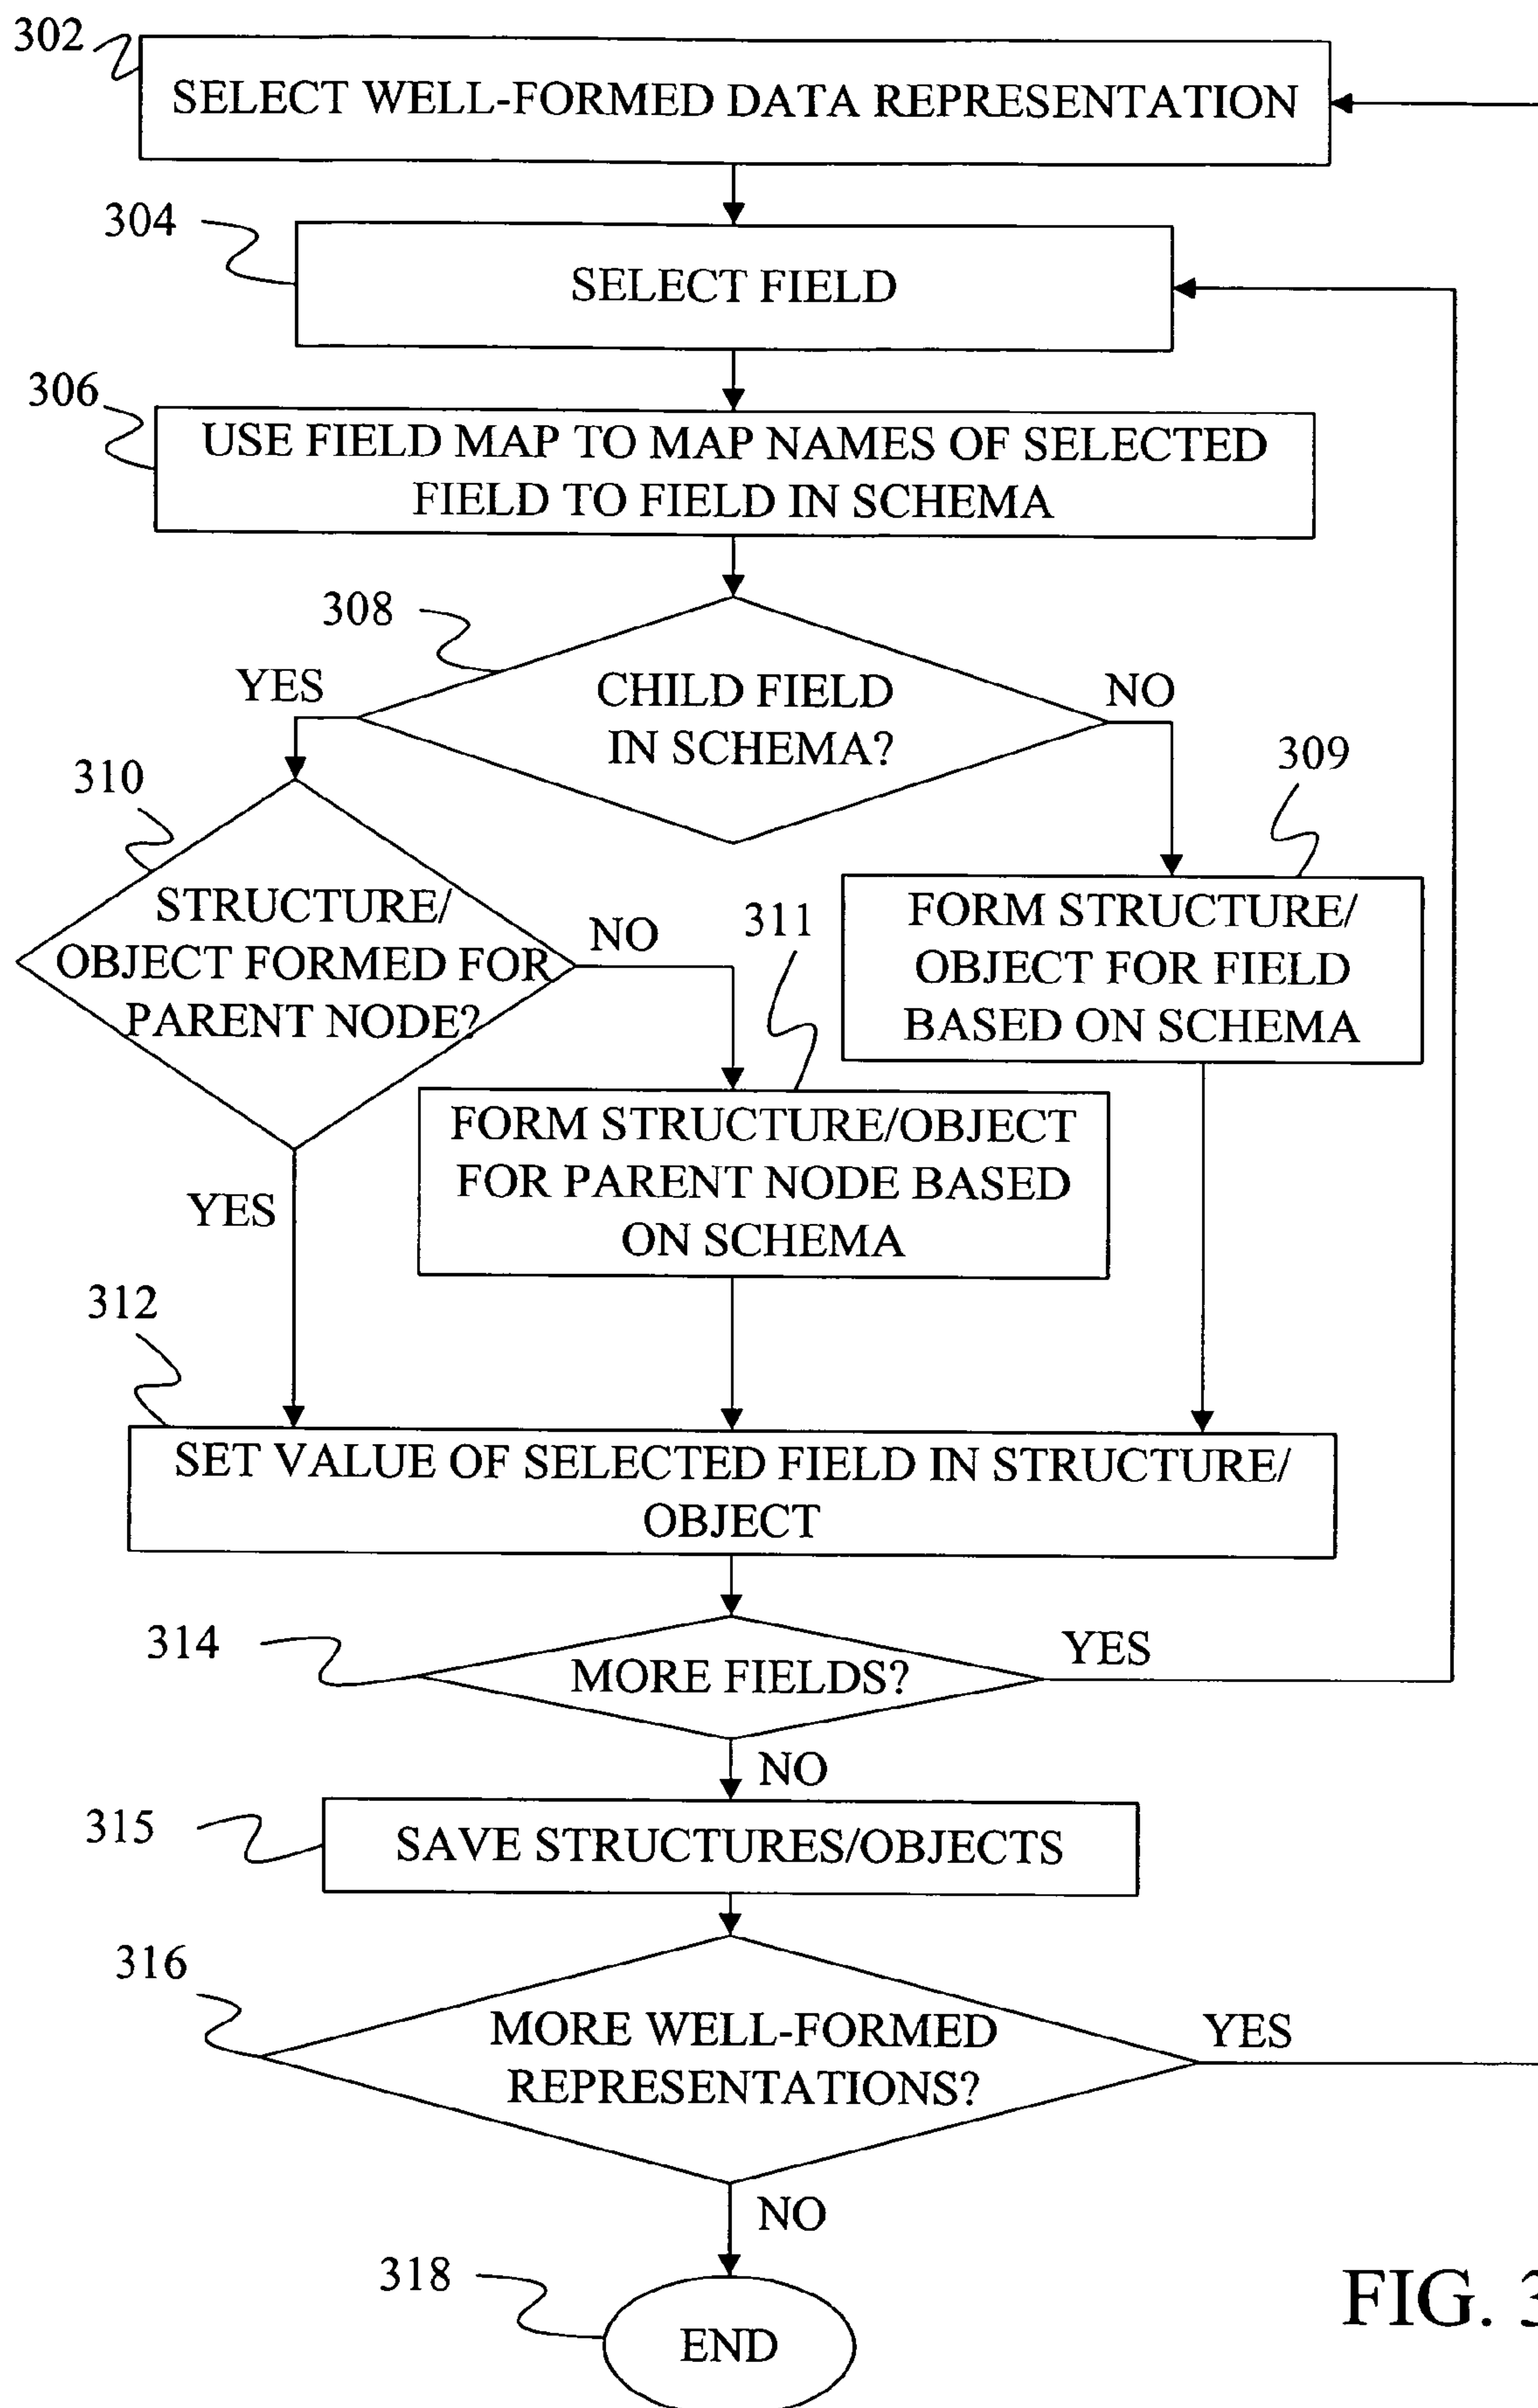 302
SELECT WELL-FORMED DATA REPRESENTATION
304
SELECT FIELD
306
USE FIELD MAP TO MAP NAMES OF SELECTED
FIELD TO FIELD IN SCHEMA
308
YES
CHILD FIELD
IN SCHEMA?
NO
310
309
STRUCTURE/
OBJECT FORMED FOR
PARENT NODE?
NO
311
FORM STRUCTURE/
OBJECT FOR FIELD
BASED ON SCHEMA
FORM STRUCTURE/OBJECT
FOR PARENT NODE BASED
ON SCHEMA
YES
312
SET VALUE OF SELECTED FIELD IN STRUCTURE/
OBJECT
314
MORE FIELDS?
YES
NO
315
SAVE STRUCTURES/OBJECTS
316
MORE WELL-FORMED
REPRESENTATIONS?
YES
NO
318
END
FIG. 3